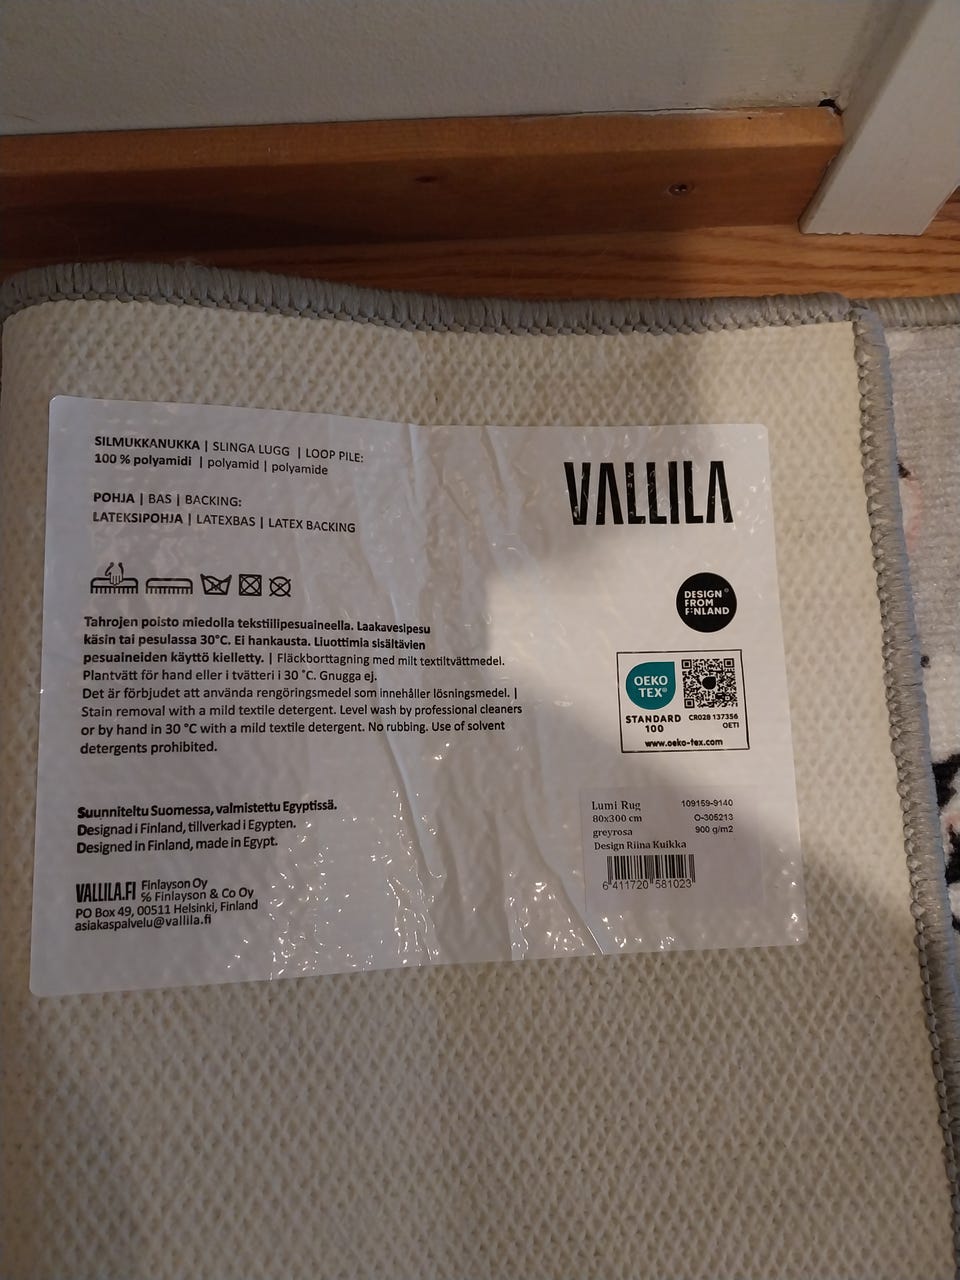 SILMUKKANUKKA | SLINGA LUGG | LOOP PILE:
100 % polyamidi | polyamid | polyamide
POHJA | BAS | BACKING:
LATEKSIPOHJA | LATEXBAS | LATEX BACKING
Tahrojen poisto miedolla tekstiilipesuaineella. Laakavesipesu
käsin tai pesulassa 30°C. Ei hankausta. Liuottimia sisältävien
pesuaineiden käyttö kielletty. | Fläckborttagning med milt textiltvättmedel.
Plantvätt för hand eller i tvätteri i 30 °C. Gnugga ej.
Det är förbjudet att använda rengöringsmedel som innehåller lösningsmedel. |
Stain removal with a mild textile detergent. Level wash by professional cleaners
or by hand in 30 °C with a mild textile detergent. No rubbing. Use of solvent
detergents prohibited.
Suunniteltu Suomessa, valmistettu Egyptissä.
Designad i Finland, tillverkad i Egypten.
Designed in Finland, made in Egypt.
VALLILA.FI Finlayson Oy
℅ Finlayson & Co Oy
PO Box 49, 00511 Helsinki, Finland
asiakaspalvelu@vallila.fi
VALLILA
DESIGN®
FROM
FINLAND
OEKO
TEX®
STANDARD
100
CR028 137356
OETI
www.oeko-tex.com
Lumi Rug 109159-9140
80x300 cm O-305213
greyrosa 900 g/m2
Design Riina Kuikka
6 411720 581023